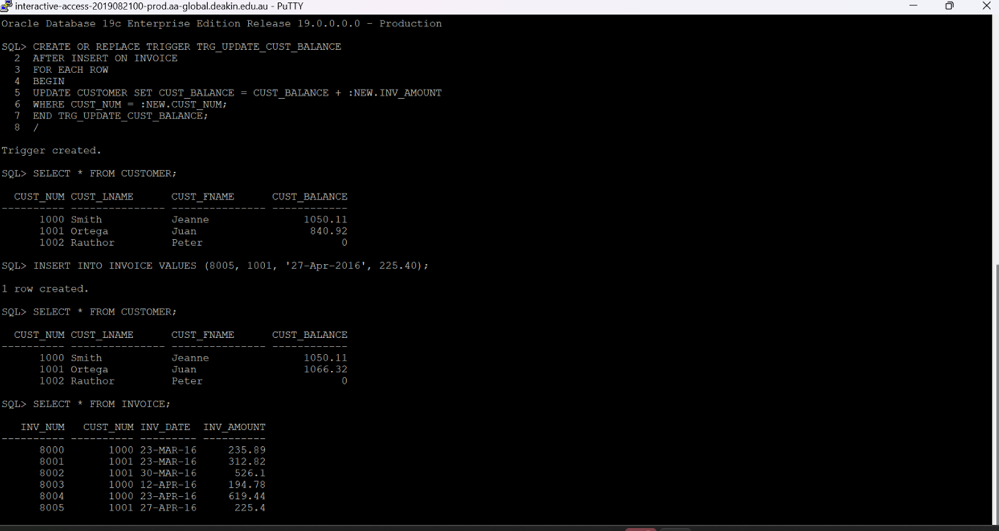 interactive-access-2019082100-prod.aa-global.deakin.edu.au - PuTTY
Oracle Database 19c Enterprise Edition Release 19.0.0.0.0 - Production
SQL> CREATE OR REPLACE TRIGGER TRG_UPDATE_CUST_BALANCE
  2  AFTER INSERT ON INVOICE
  3  FOR EACH ROW
  4  BEGIN
  5  UPDATE CUSTOMER SET CUST_BALANCE = CUST_BALANCE + :NEW.INV_AMOUNT
  6  WHERE CUST_NUM = :NEW.CUST_NUM;
  7  END TRG_UPDATE_CUST_BALANCE;
  8  /
Trigger created.
SQL> SELECT * FROM CUSTOMER;
  CUST_NUM CUST_LNAME      CUST_FNAME      CUST_BALANCE
---------- --------------- --------------- ------------
      1000 Smith           Jeanne               1050.11
      1001 Ortega          Juan                  840.92
      1002 Rauthor         Peter                      0
SQL> INSERT INTO INVOICE VALUES (8005, 1001, '27-Apr-2016', 225.40);
1 row created.
SQL> SELECT * FROM CUSTOMER;
  CUST_NUM CUST_LNAME      CUST_FNAME      CUST_BALANCE
---------- --------------- --------------- ------------
      1000 Smith           Jeanne               1050.11
      1001 Ortega          Juan                 1066.32
      1002 Rauthor         Peter                      0
SQL> SELECT * FROM INVOICE;
   INV_NUM   CUST_NUM INV_DATE  INV_AMOUNT
---------- ---------- --------- ----------
      8000       1000 23-MAR-16     235.89
      8001       1001 23-MAR-16     312.82
      8002       1001 30-MAR-16      526.1
      8003       1000 12-APR-16     194.78
      8004       1000 23-APR-16     619.44
      8005       1001 27-APR-16      225.4